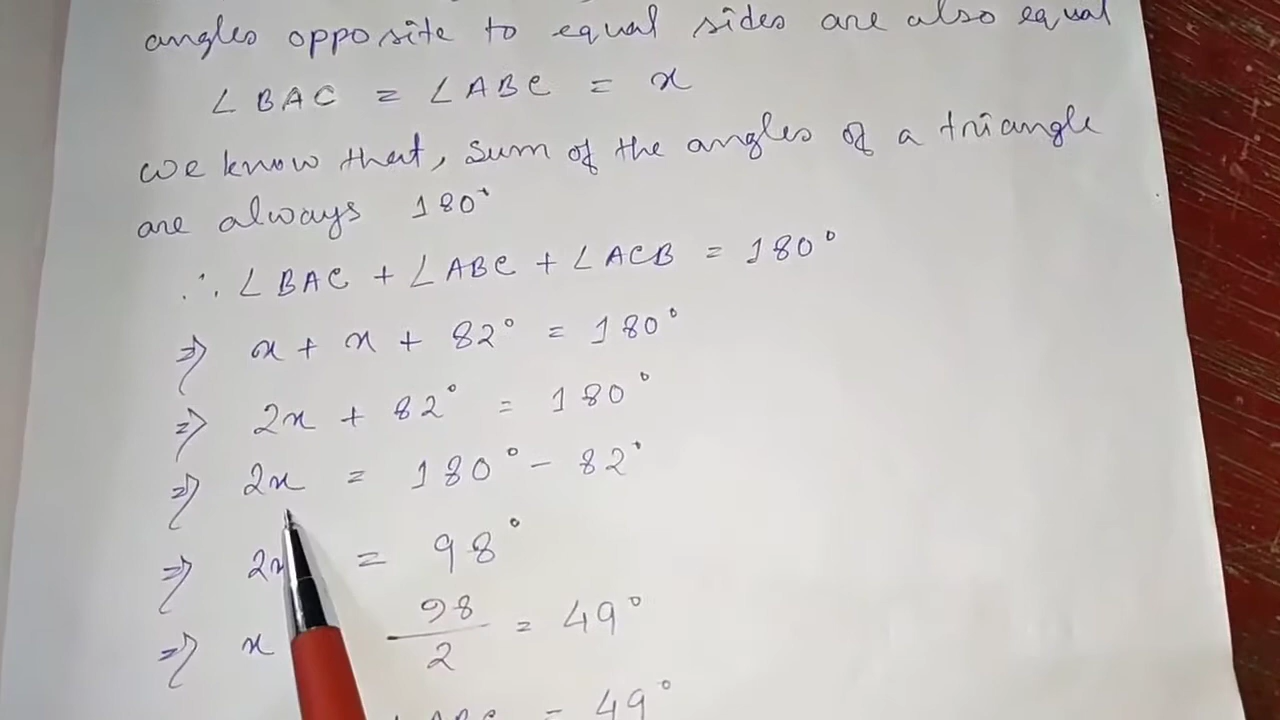 angles opposite to equal sides are also equal
∠BAC = ∠ABC = x
we know that, sum of the angles of a triangle
are always 180°
∴ ∠BAC + ∠ABC + ∠ACB = 180°
⇒ x + x + 82° = 180°
⇒ 2x + 82° = 180°
⇒ 2x = 180° - 82°
⇒ 2x = 98°
⇒ x 98/2 = 49°
∠ABC = 49°